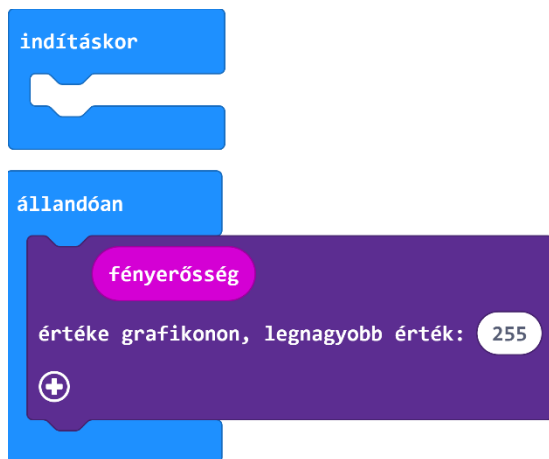 indításkor
állandóan
fényerősség
értéke grafikonon, legnagyobb érték: 255